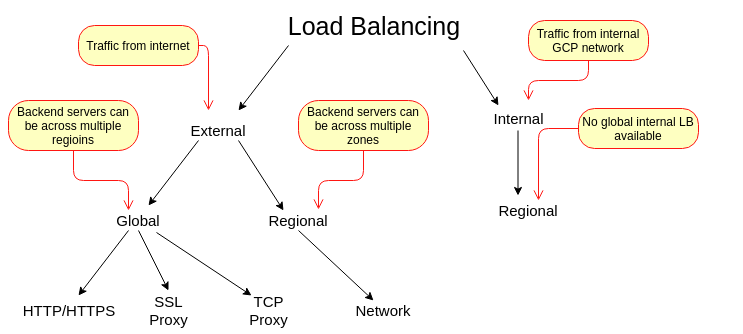 Load Balancing
Traffic from internet
Traffic from internal
GCP network
Backend servers can
be across multiple
regioins
External
Backend servers can
be across multiple
zones
Internal
No global internal LB
available
Global
Regional
Regional
HTTP/HTTPS
SSL
Proxy
TCP
Proxy
Network